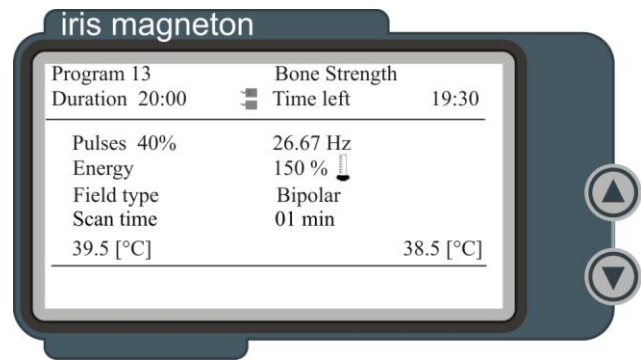 iris magneton
Program 13 Bone Strength
Duration 20:00 Time left 19:30
Pulses 40% 26.67 Hz
Energy 150 %
Field type Bipolar
Scan time 01 min
39.5 [°C] 38.5 [°C]